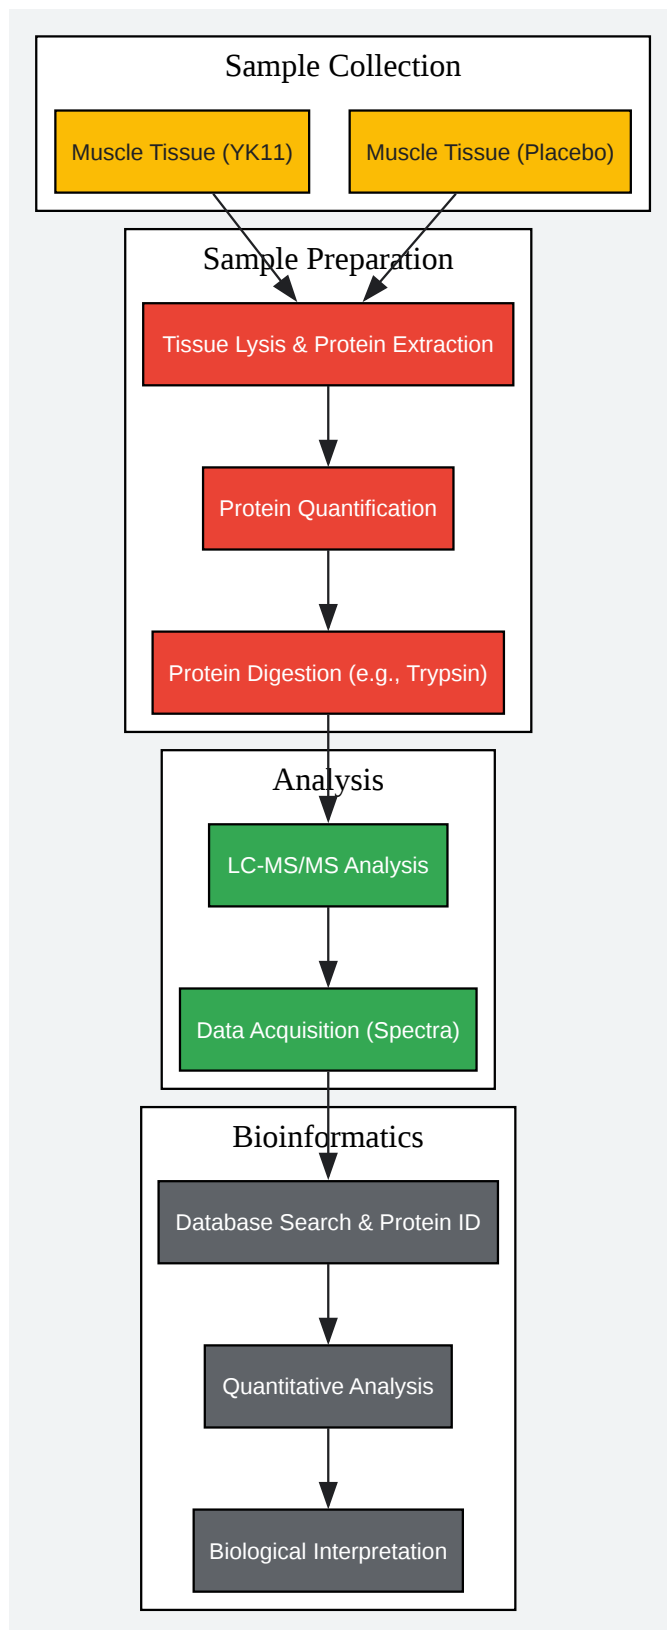 Sample Collection
Muscle Tissue (YK11)
Muscle Tissue (Placebo)
Sample Preparation
Tissue Lysis & Protein Extraction
Protein Quantification
Protein Digestion (e.g., Trypsin)
Analysis
LC-MS/MS Analysis
Data Acquisition (Spectra)
Bioinformatics
Database Search & Protein ID
Quantitative Analysis
Biological Interpretation